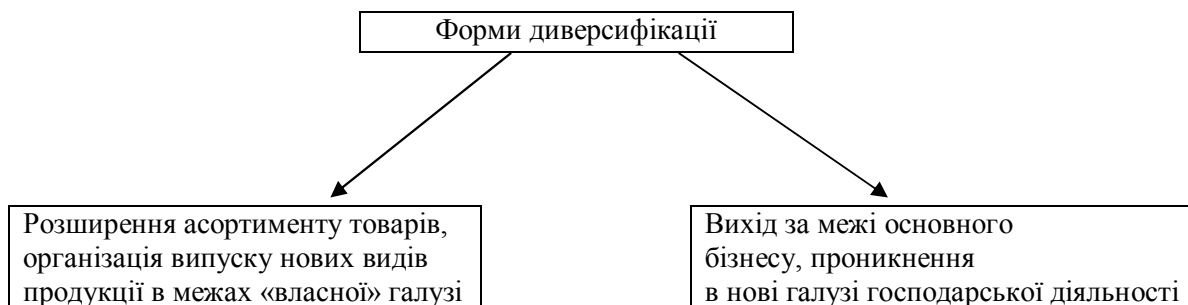 Форми диверсифікації
Розширення асортименту товарів,
організація випуску нових видів
продукції в межах «власної» галузі
Вихід за межі основного
бізнесу, проникнення
в нові галузі господарської діяльності